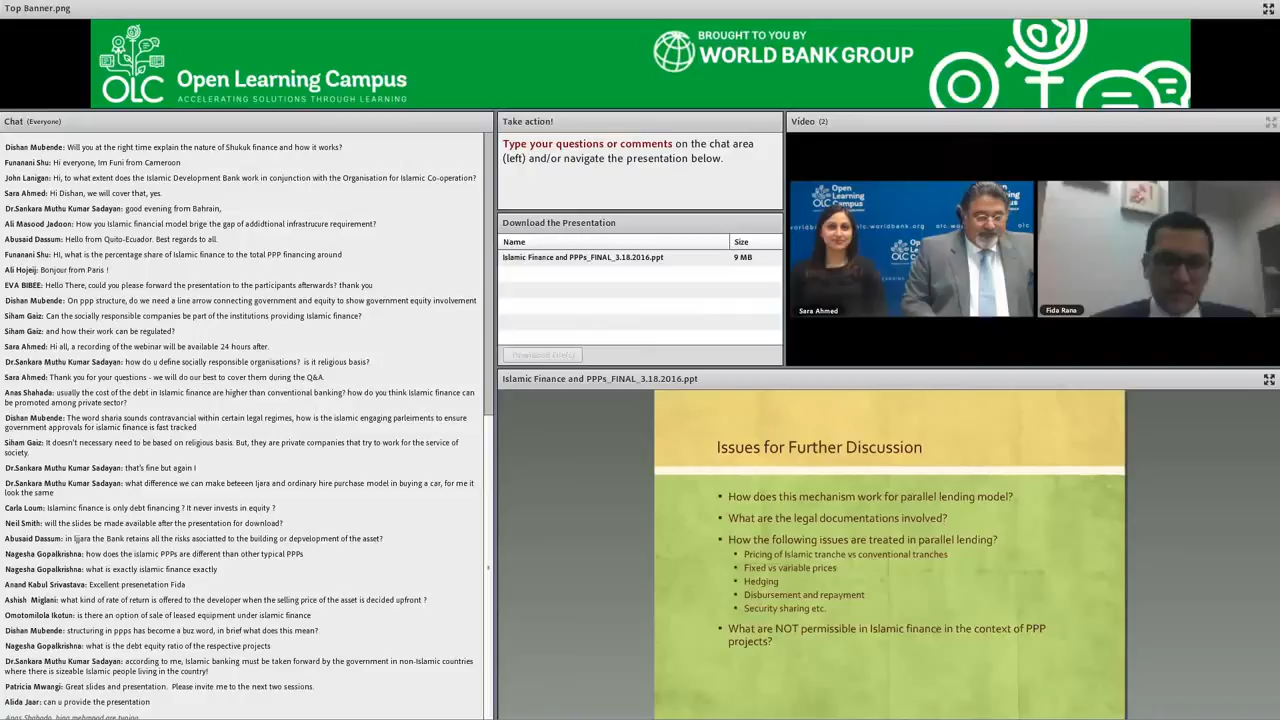 Top Banner.png
OLC
Open Learning Campus
ACCELERATING SOLUTIONS THROUGH LEARNING
BROUGHT TO YOU BY
WORLD BANK GROUP
Chat (Everyone)
Dishan Mubende: Will you at the right time explain the nature of Shukuk finance and how it works?
Funanani Shu: Hi everyone, Im Funi from Cameroon
John Lanigan: Hi, to what extent does the Islamic Development Bank work in conjunction with the Organisation for Islamic Co-operation?
Sara Ahmed: Hi Dishan, we will cover that, yes.
Dr.Sankara Muthu Kumar Sadayan: good evening from Bahrain,
Ali Masood Jadoon: How you Islamic financial model brige the gap of addidtional infrastrucure requirement?
Abusaid Dassum: Hello from Quito-Ecuador. Best regards to all.
Funanani Shu: HI, what is the percentage share of Islamic finance to the total PPP financing around
Ali Hojeij: Bonjour from Paris !
EVA BIBEE: Hello There, could you please forward the presentation to the participants afterwards? thank you
Dishan Mubende: On ppp structure, do we need a line arrow connecting government and equity to show government equity involvement
Siham Gaiz: Can the socially responsible companies be part of the institutions providing Islamic finance?
Siham Gaiz: and how their work can be regulated?
Sara Ahmed: Hi all, a recording of the webinar will be available 24 hours after.
Dr.Sankara Muthu Kumar Sadayan: how do u define socially responsible organisations?  is it religious basis?
Sara Ahmed: Thank you for your questions - we will do our best to cover them during the Q&A.
Anas Shahada: usually the cost of the debt in Islamic finance are higher than conventional banking? how do you think Islamic finance can
be promoted among private sector?
Dishan Mubende: The word sharia sounds contravancial within certain legal regimes, how is the islamic engaging parleiments to ensure
government approvals for islamic finance is fast tracked
Siham Gaiz: It doesn't necessary need to be based on religious basis. But, they are private companies that try to work for the service of
society.
Dr.Sankara Muthu Kumar Sadayan: that's fine but again I
Dr.Sankara Muthu Kumar Sadayan: what difference we can make beteeen Ijara and ordinary hire purchase model in buying a car, for me it
look the same
Carla Loum: Islaminc finance is only debt financing ? It never invests in equity ?
Neil Smith: will the slides be made available after the presentation for download?
Abusaid Dassum: in Ijjara the Bank retains all the risks asociatted to the building or depvelopment of the asset?
Nagesha Gopalkrishna: how does the islamic PPPs are different than other typical PPPs
Nagesha Gopalkrishna: what is exactly islamic finance exactly
Anand Kabul Srivastava: Excellent presenetation Fida
Ashish  Miglani: what kind of rate of return is offered to the developer when the selling price of the asset is decided upfront ?
Omotomilola Ikotun: is there an option of sale of leased equipment under islamic finance
Dishan Mubende: structuring in ppps has become a buz word, in brief what does this mean?
Nagesha Gopalkrishna: what is the debt equity ratio of the respective projects
Dr.Sankara Muthu Kumar Sadayan: according to me, Islamic banking must be taken forward by the government in non-Islamic countries
where there is sizeable Islamic people living in the country!
Patricia Mwangi: Great slides and presentation.  Please invite me to the next two sessions.
Alida Jaar: can u provide the presentation
Take action!
Type your questions or comments on the chat area
(left) and/or navigate the presentation below.
Download the Presentation
Name Size
Islamic Finance and PPPs_FINAL_3.18.2016.ppt 9 MB
Video (2)
Open
Learning
Campus
OLC
Sara Ahmed
Fida Rana
Islamic Finance and PPPs_FINAL_3.18.2016.ppt
Issues for Further Discussion
• How does this mechanism work for parallel lending model?
• What are the legal documentations involved?
• How the following issues are treated in parallel lending?
• Pricing of Islamic tranche vs conventional tranches
• Fixed vs variable prices
• Hedging
• Disbursement and repayment
• Security sharing etc.
• What are NOT permissible in Islamic finance in the context of PPP
projects?